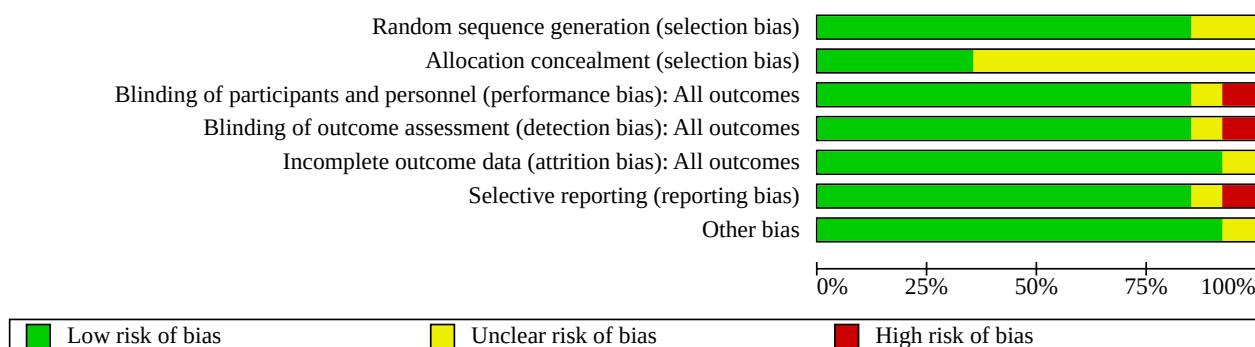 Random sequence generation (selection bias)
Allocation concealment (selection bias)
Blinding of participants and personnel (performance bias): All outcomes
Blinding of outcome assessment (detection bias): All outcomes
Incomplete outcome data (attrition bias): All outcomes
Selective reporting (reporting bias)
Other bias
0% 25% 50% 75% 100%
Low risk of bias Unclear risk of bias High risk of bias